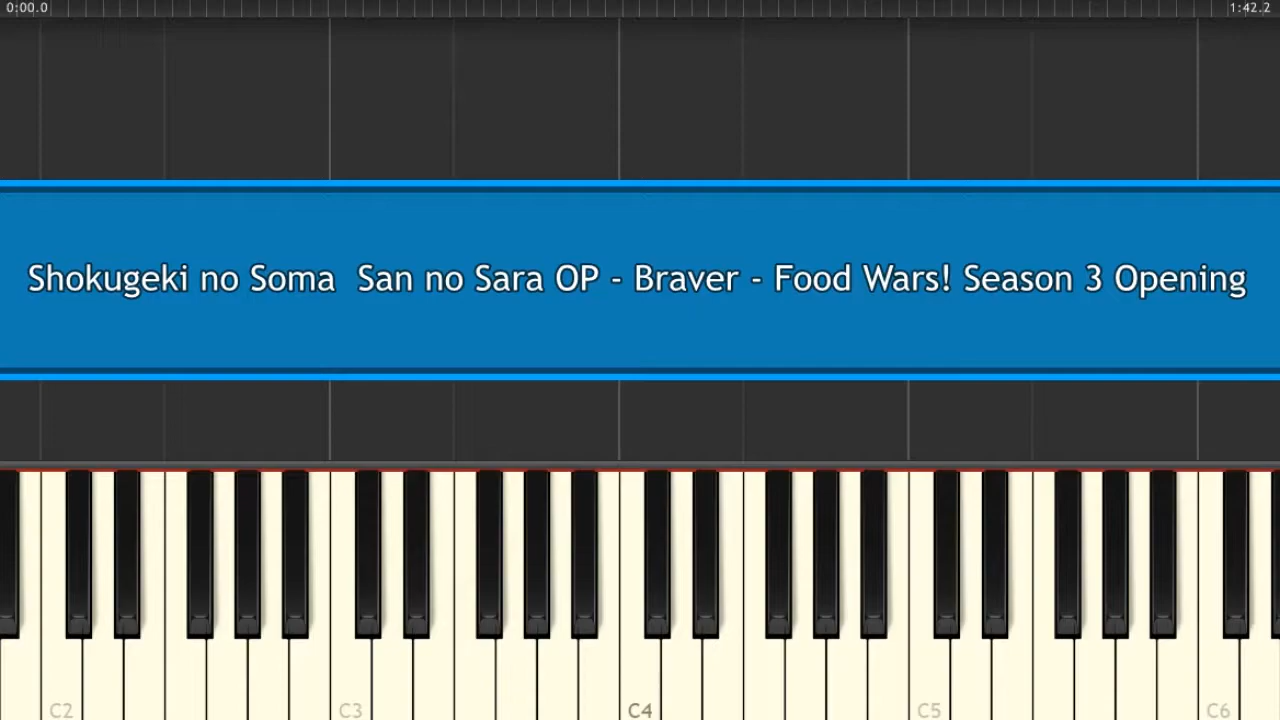 0:00.0 1:42.2
Shokugeki no Soma  San no Sara OP - Braver - Food Wars! Season 3 Opening
C2 C3 C4 C5 C6